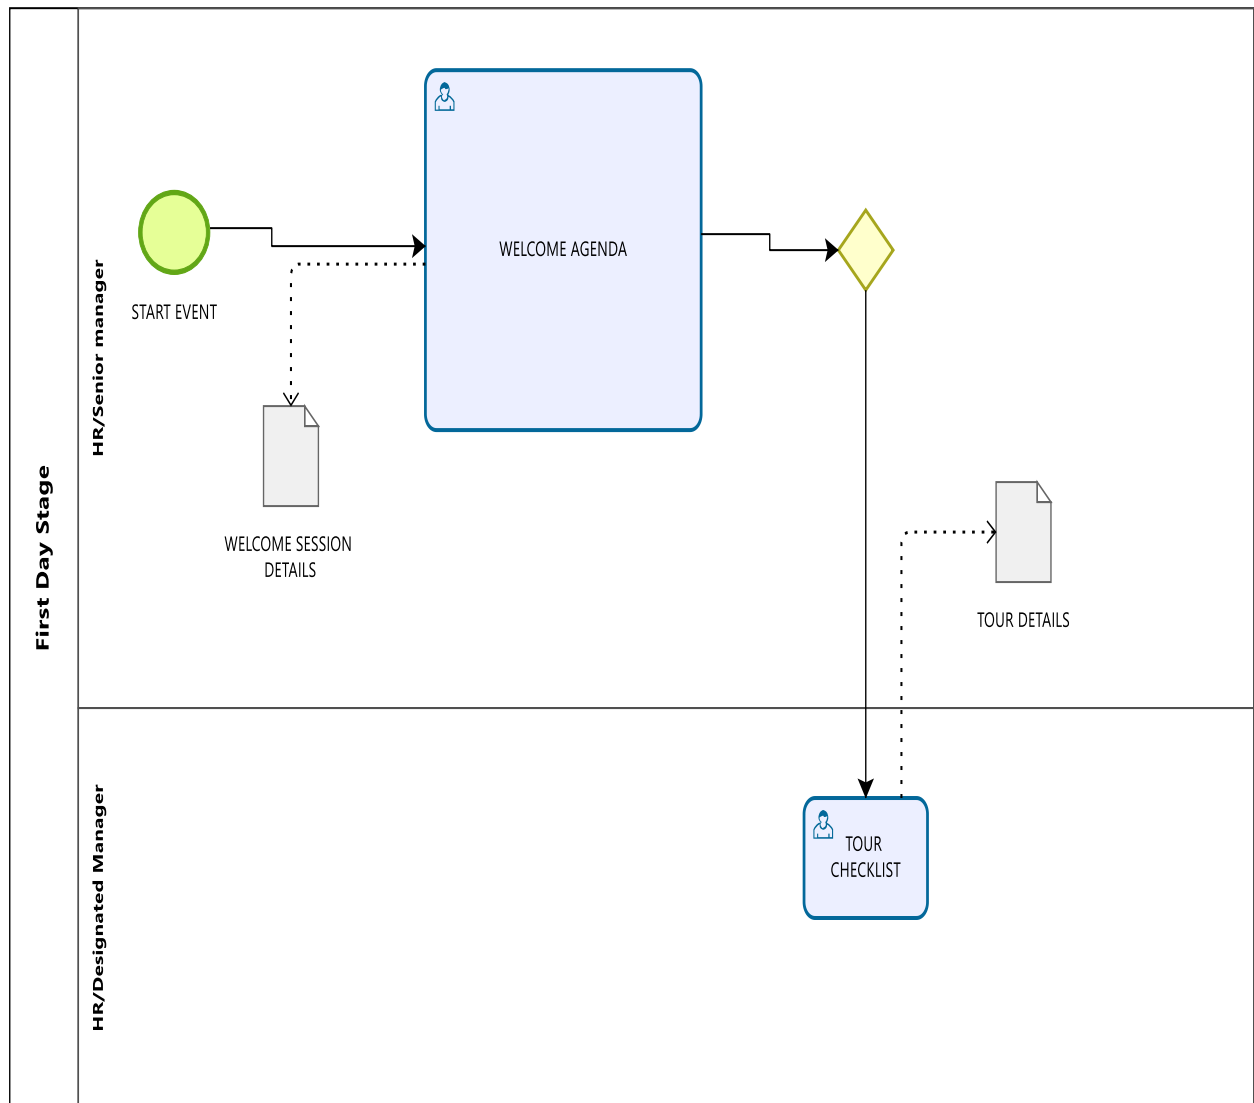 First Day Stage
HR/Senior manager
WELCOME AGENDA
START EVENT
WELCOME SESSION
DETAILS
TOUR DETAILS
HR/Designated Manager
TOUR
CHECKLIST